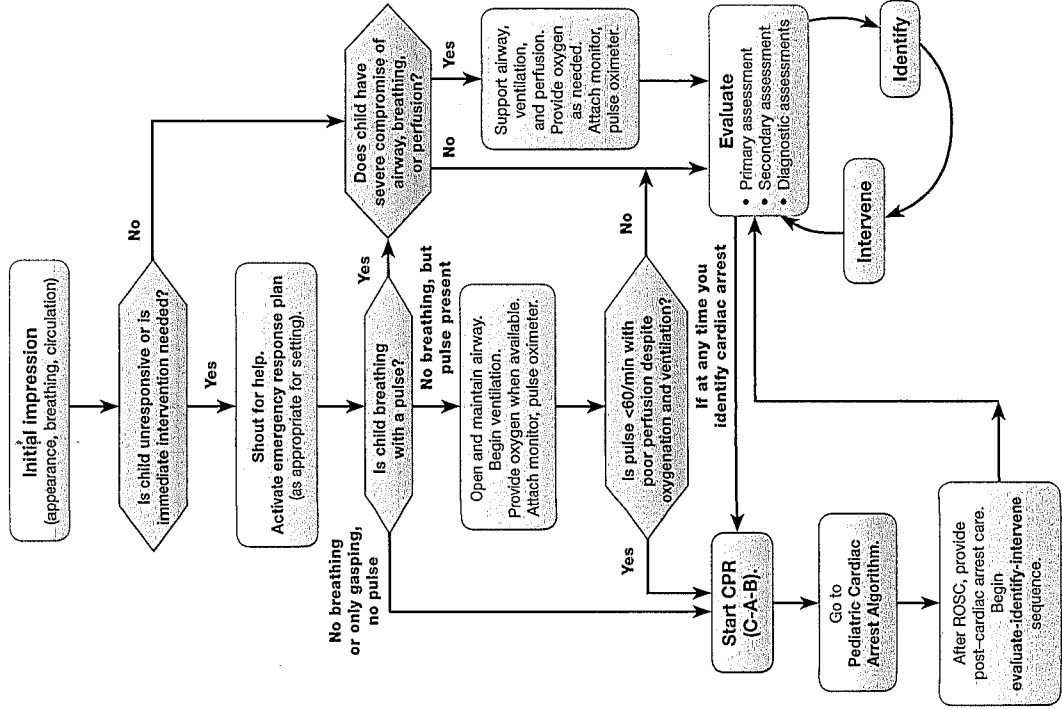 Initial impression
(appearance, breathing, circulation)
Is child unresponsive or is
immediate intervention needed?
No
Yes
Shout for help.
Activate emergency response plan
(as appropriate for setting).
Is child breathing
with a pulse?
Yes
No breathing
or only gasping,
no pulse
No breathing, but
pulse present
Does child have
severe compromise of
airway, breathing,
or perfusion?
No
Yes
Open and maintain airway.
Begin ventilation.
Provide oxygen when available.
Attach monitor, pulse oximeter.
Support airway,
ventilation,
and perfusion.
Provide oxygen
as needed.
Attach monitor,
pulse oximeter.
Is pulse <60/min with
poor perfusion despite
oxygenation and ventilation?
Yes
No
If at any time you
identify cardiac arrest
Start CPR
(C-A-B).
Evaluate
• Primary assessment
• Secondary assessment
• Diagnostic assessments
Intervene
Identify
Go to
Pediatric Cardiac
Arrest Algorithm.
After ROSC, provide
post–cardiac arrest care.
Begin
evaluate-identify-intervene
sequence.